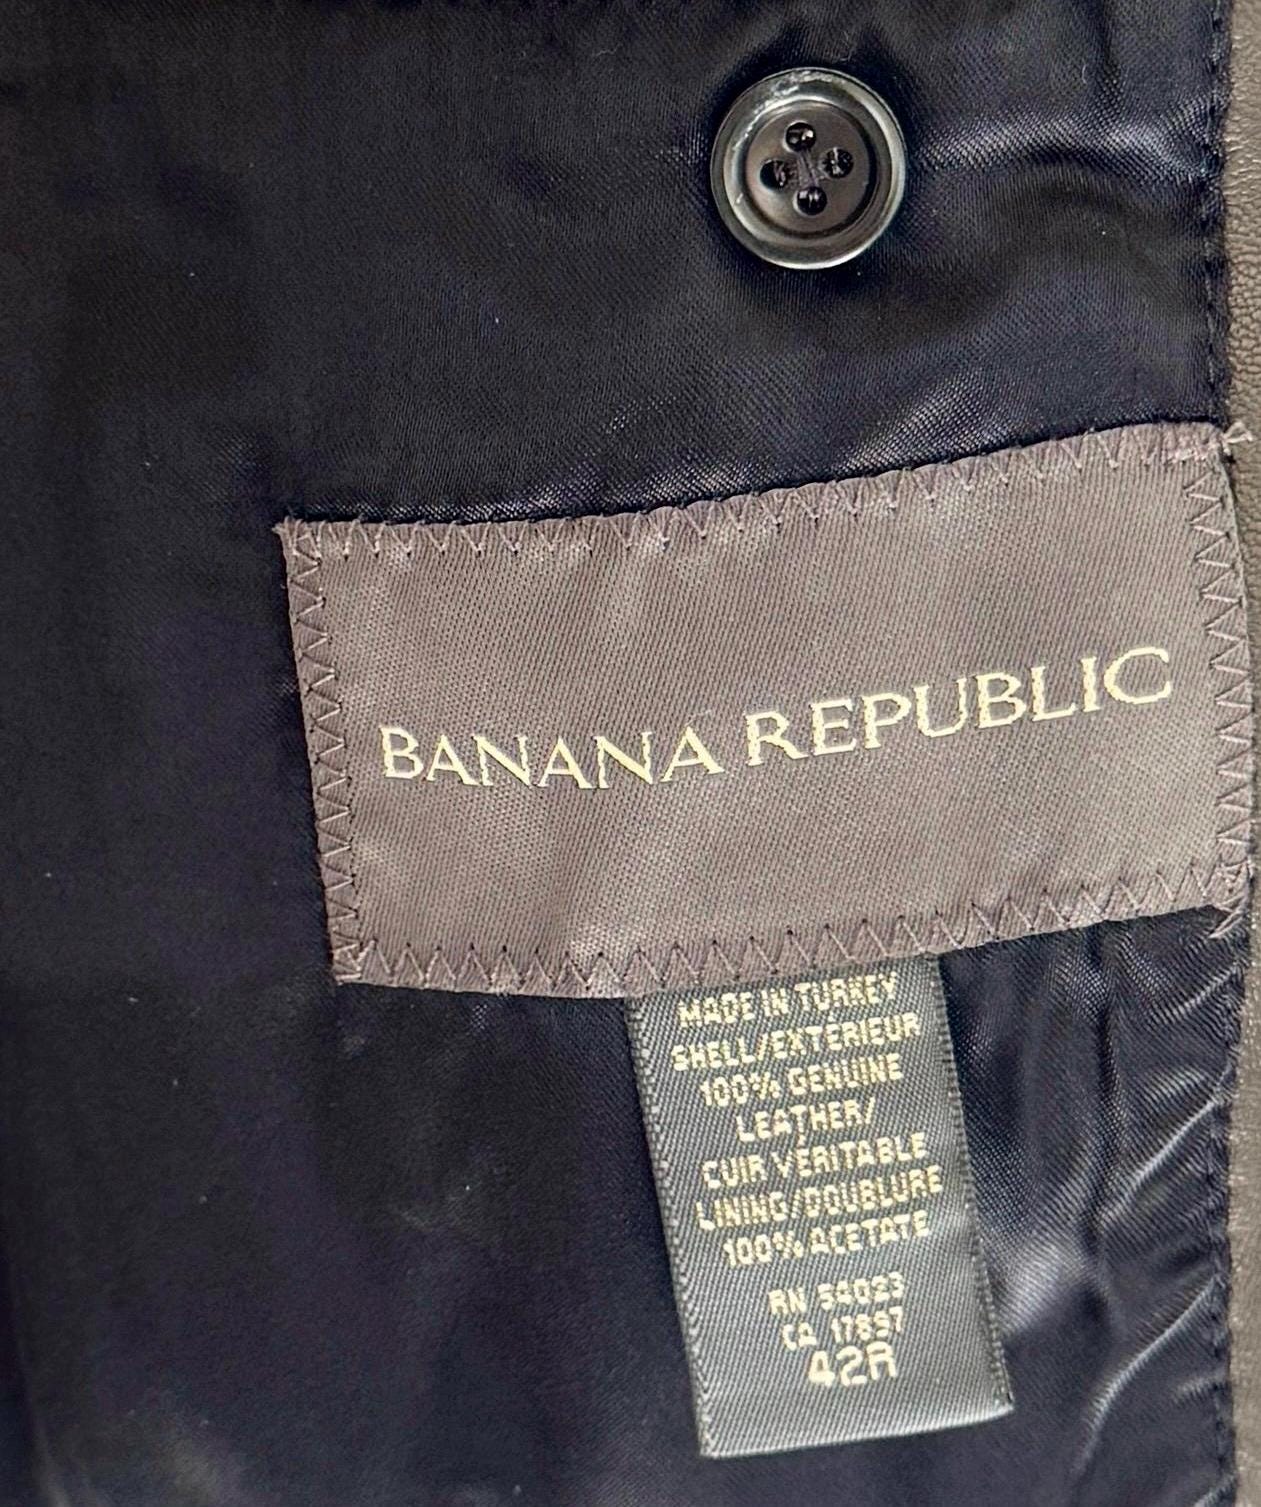 BANANA REPUBLIC
MADE IN TURKEY
SHELL/EXTÉRIEUR
100% GENUINE
LEATHER/
CUIR VÉRITABLE
LINING/DOUBLURE
100% ACETATE
RN 54023
CA 17897
42R